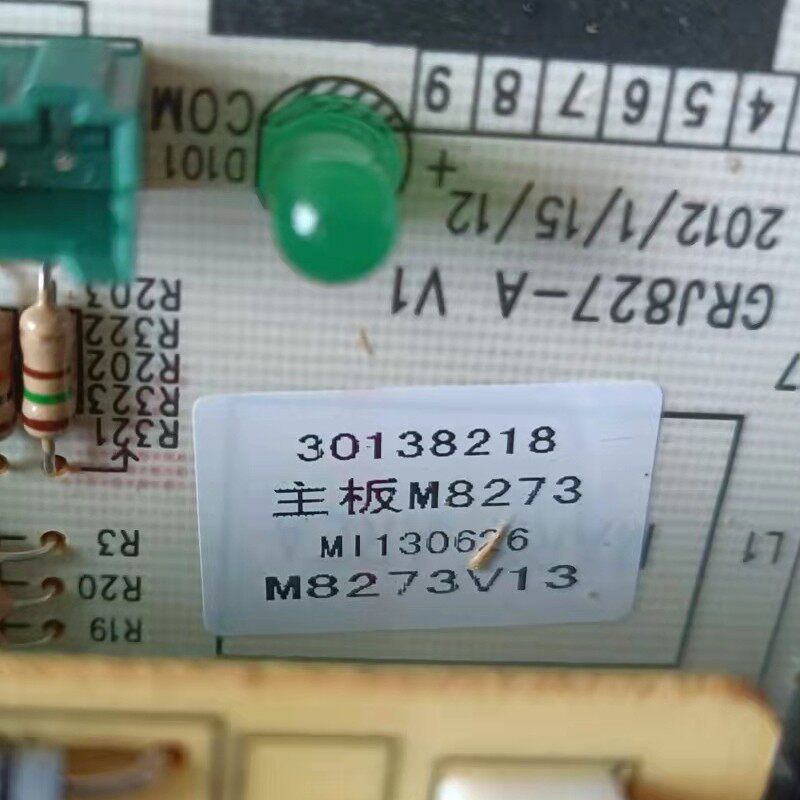 9 8 7 6 5 4
COM
D101
+
2012/1/15/12
GRJ827-A V1
R203
R322
R202
R323
R321
30138218
主板M8273
MI130626
M8273V13
R3
R20
R19
L1
7